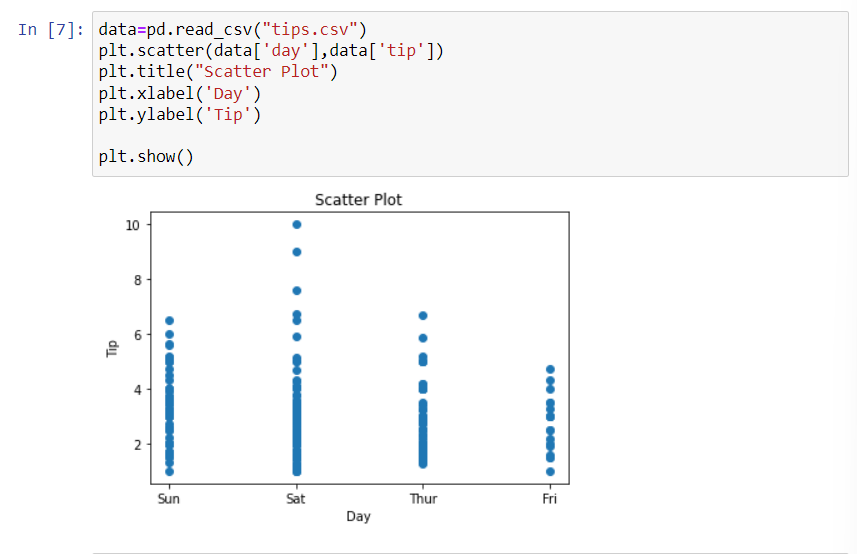 In [7]: data=pd.read_csv("tips.csv")
plt.scatter(data['day'],data['tip'])
plt.title("Scatter Plot")
plt.xlabel('Day')
plt.ylabel('Tip')
plt.show()
Scatter Plot
10
8
6
4
2
Tip
Sun Sat Thur Fri
Day